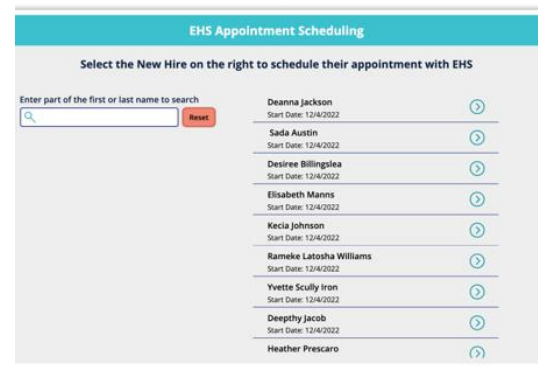 EHS Appointment Scheduling
Select the New Hire on the right to schedule their appointment with EHS
Enter part of the first or last name to search
Reset
Deanna Jackson
Start Date: 12/4/2022
Sada Austin
Start Date: 12/4/2022
Desiree Billingslea
Start Date: 12/4/2022
Elisabeth Manns
Start Date: 12/4/2022
Kecia Johnson
Start Date: 12/4/2022
Rameke Latosha Williams
Start Date: 12/4/2022
Yvette Scully Iron
Start Date: 12/4/2022
Deepthy Jacob
Start Date: 12/4/2022
Heather Prescaro